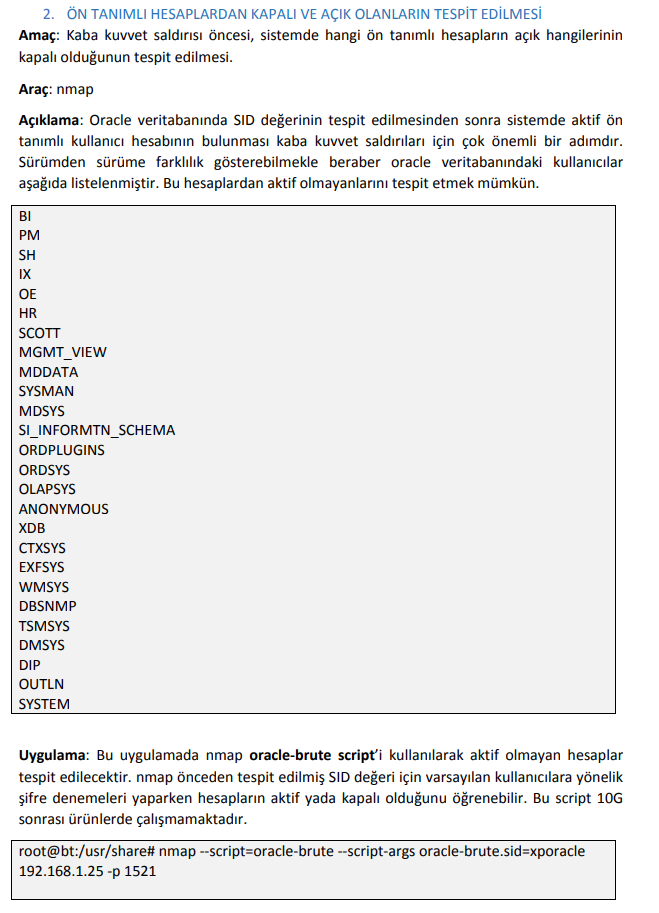 2. ÖN TANIMLI HESAPLARDAN KAPALI VE AÇIK OLANLARIN TESPİT EDİLMESİ
Amaç: Kaba kuvvet saldırısı öncesi, sistemde hangi ön tanımlı hesapların açık hangilerinin
kapalı olduğunun tespit edilmesi.
Araç: nmap
Açıklama: Oracle veritabanında SID değerinin tespit edilmesinden sonra sistemde aktif ön
tanımlı kullanıcı hesabının bulunması kaba kuvvet saldırıları için çok önemli bir adımdır.
Sürümden sürüme farklılık gösterebilmekle beraber oracle veritabanındaki kullanıcılar
aşağıda listelenmiştir. Bu hesaplardan aktif olmayanlarını tespit etmek mümkün.
BI
PM
SH
IX
OE
HR
SCOTT
MGMT_VIEW
MDDATA
SYSMAN
MDSYS
SI_INFORMTN_SCHEMA
ORDPLUGINS
ORDSYS
OLAPSYS
ANONYMOUS
XDB
CTXSYS
EXFSYS
WMSYS
DBSNMP
TSMSYS
DMSYS
DIP
OUTLN
SYSTEM
Uygulama: Bu uygulamada nmap oracle-brute script'i kullanılarak aktif olmayan hesaplar
tespit edilecektir. nmap önceden tespit edilmiş SID değeri için varsayılan kullanıcılara yönelik
şifre denemeleri yaparken hesapların aktif yada kapalı olduğunu öğrenebilir. Bu script 10G
sonrası ürünlerde çalışmamaktadır.
root@bt:/usr/share# nmap --script=oracle-brute --script-args oracle-brute.sid=xporacle
192.168.1.25 -p 1521